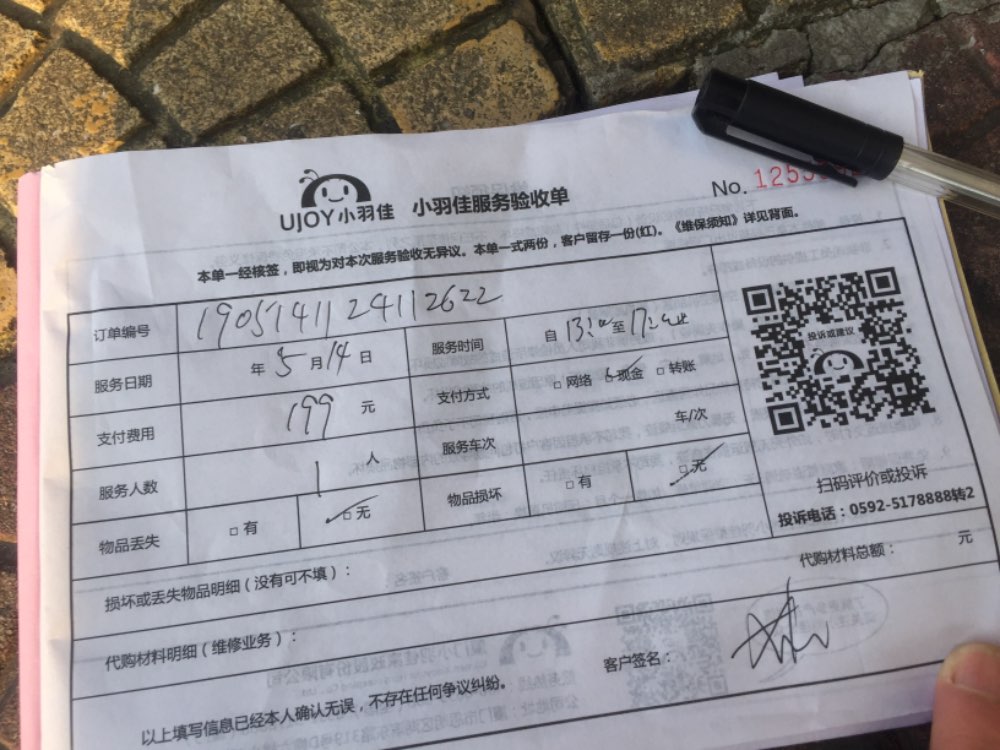 UJOY小羽佳 小羽佳服务验收单
No. 1255
本单一经核签，即视为对本次服务验收无异议。本单一式两份，客户留存一份(红)。《维保须知》详见背面。
订单编号 1905141124112622
服务日期 年 5 月 14 日 服务时间 自 13:00 至
支付费用 199 元 支付方式 □ 网络 □ 现金 □ 转账
服务人数 1 人 服务车次 车/次
物品丢失 □ 有 □ 无 物品损坏 □ 有 □ 无
投诉或建议
扫码评价或投诉
投诉电话：0592-5178888转2
损坏或丢失物品明细（没有可不填）：
代购材料明细（维修业务）： 代购材料总额： 元
以上填写信息已经本人确认无误，不存在任何争议纠纷。 客户签名：